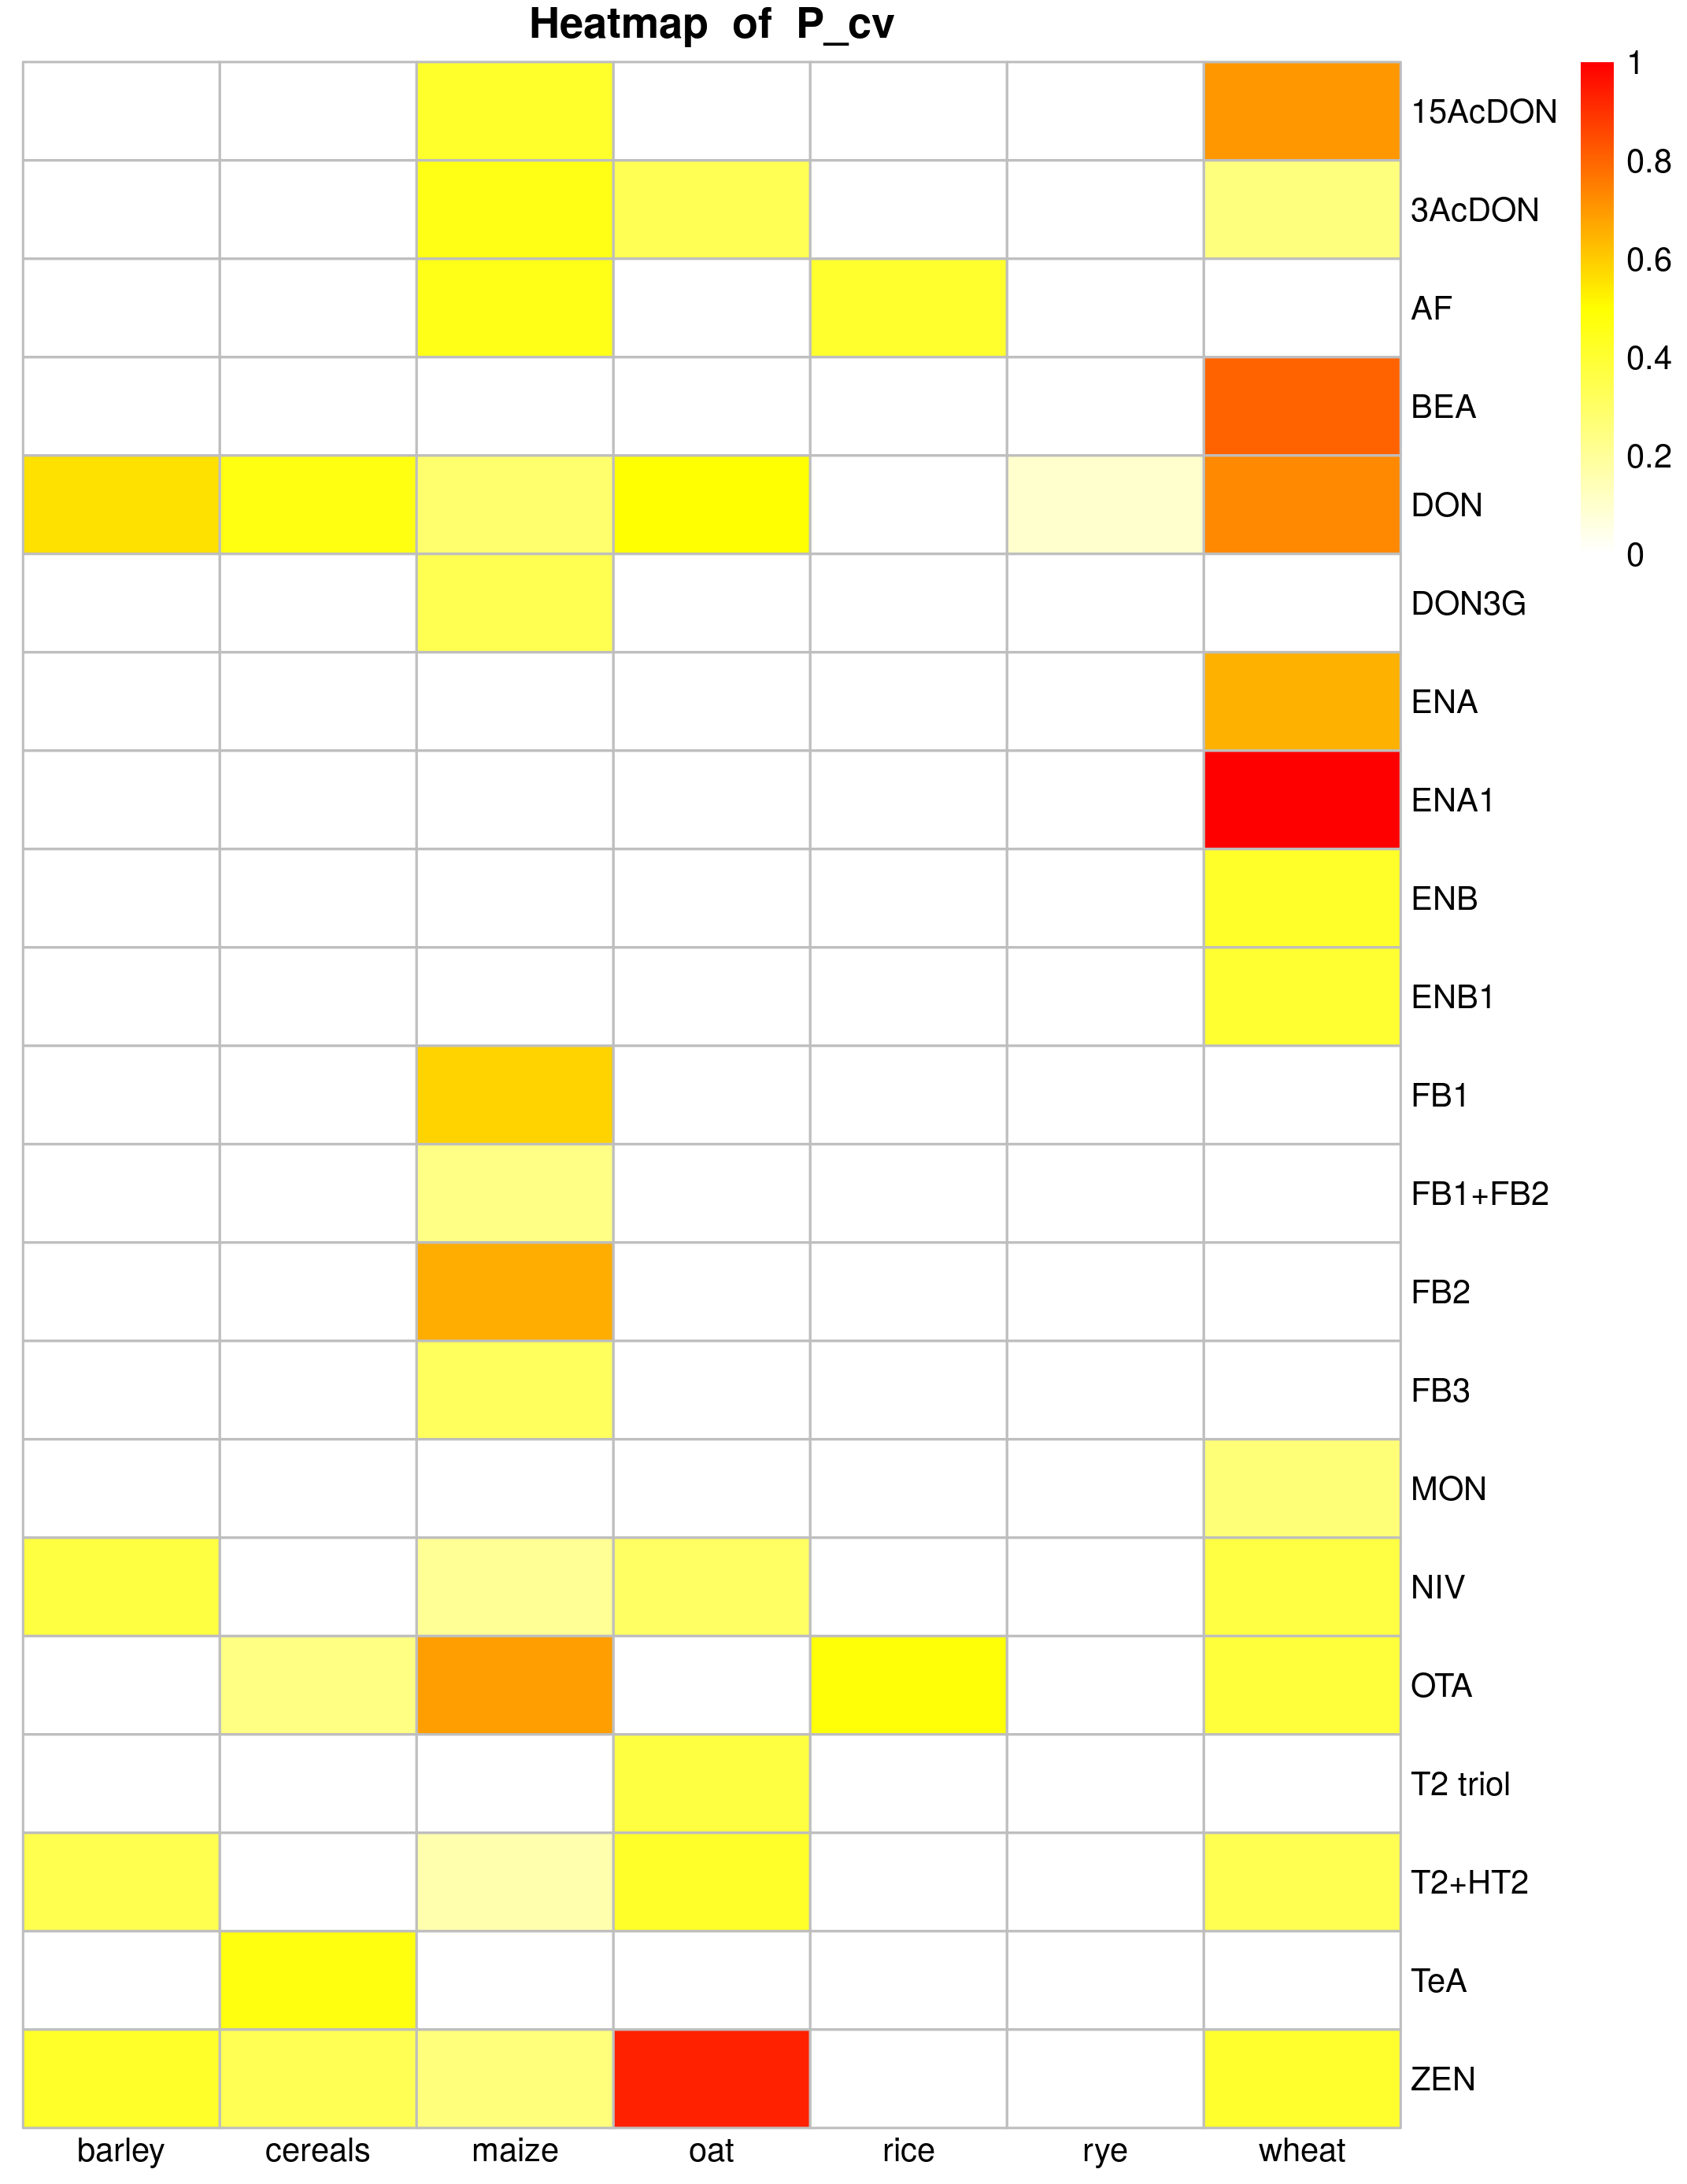 Heatmap of P_cv
1
0.8
0.6
0.4
0.2
0
15AcDON
3AcDON
AF
BEA
DON
DON3G
ENA
ENA1
ENB
ENB1
FB1
FB1+FB2
FB2
FB3
MON
NIV
OTA
T2 triol
T2+HT2
TeA
ZEN
barley cereals maize oat rice rye wheat